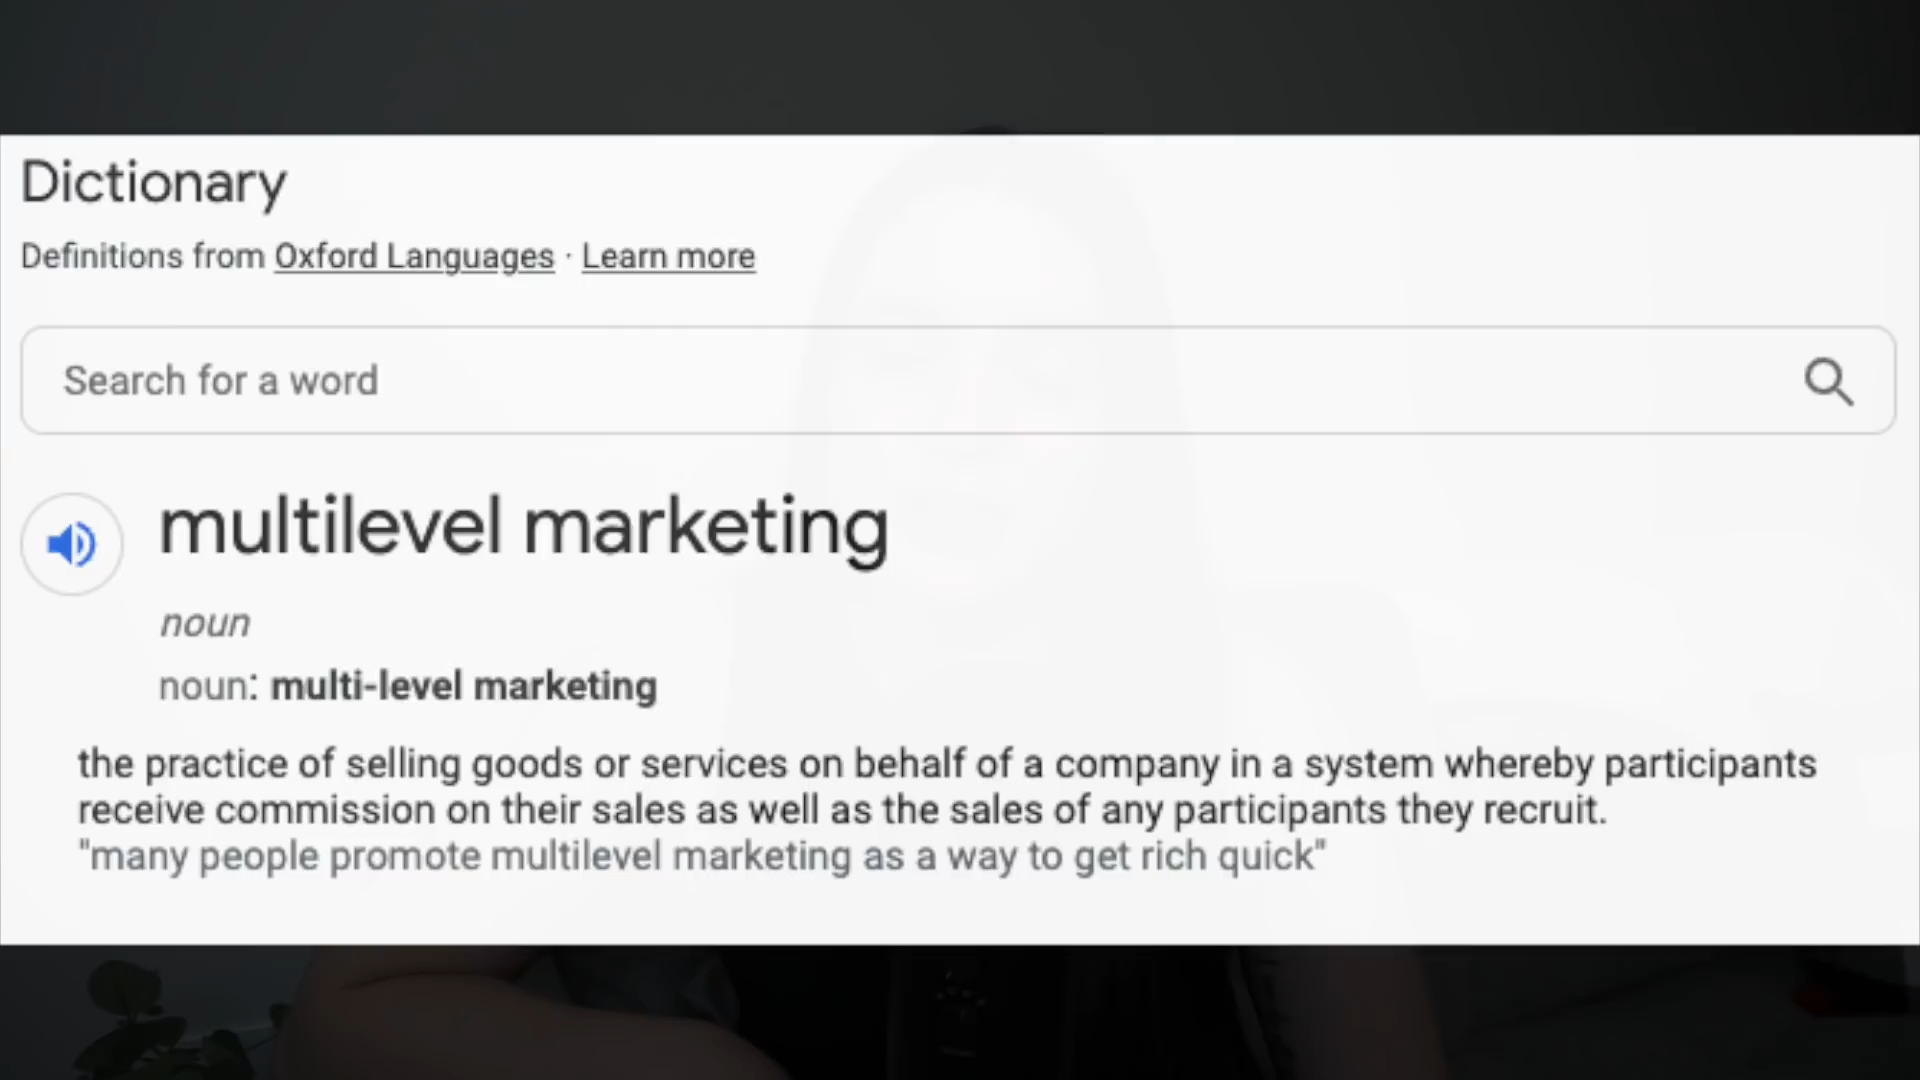 Dictionary
Definitions from Oxford Languages · Learn more
Search for a word
multilevel marketing
noun
noun: multi-level marketing
the practice of selling goods or services on behalf of a company in a system whereby participants
receive commission on their sales as well as the sales of any participants they recruit.
"many people promote multilevel marketing as a way to get rich quick"